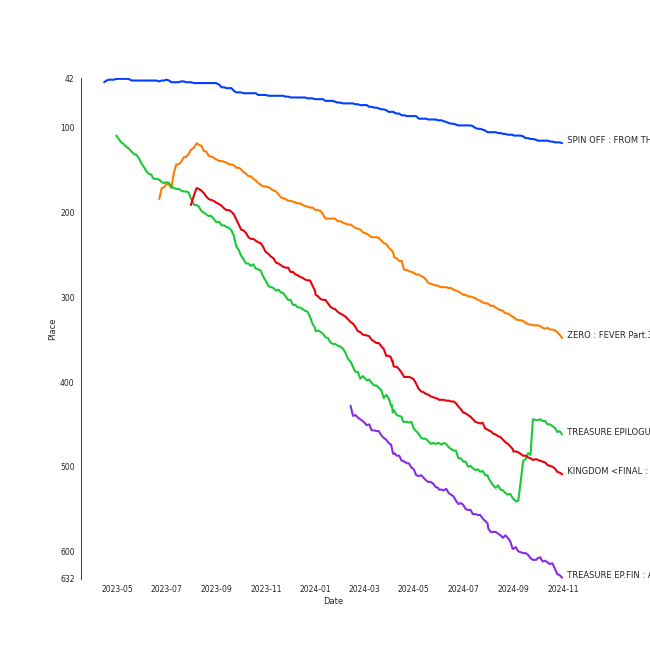 42
100
200
300
400
500
600
632
Place
SPIN OFF : FROM TH
ZERO : FEVER Part.3
TREASURE EPILOGU
KINGDOM <FINAL :
TREASURE EP.FIN : A
2023-05 2023-07 2023-09 2023-11 2024-01 2024-03 2024-05 2024-07 2024-09 2024-11
Date